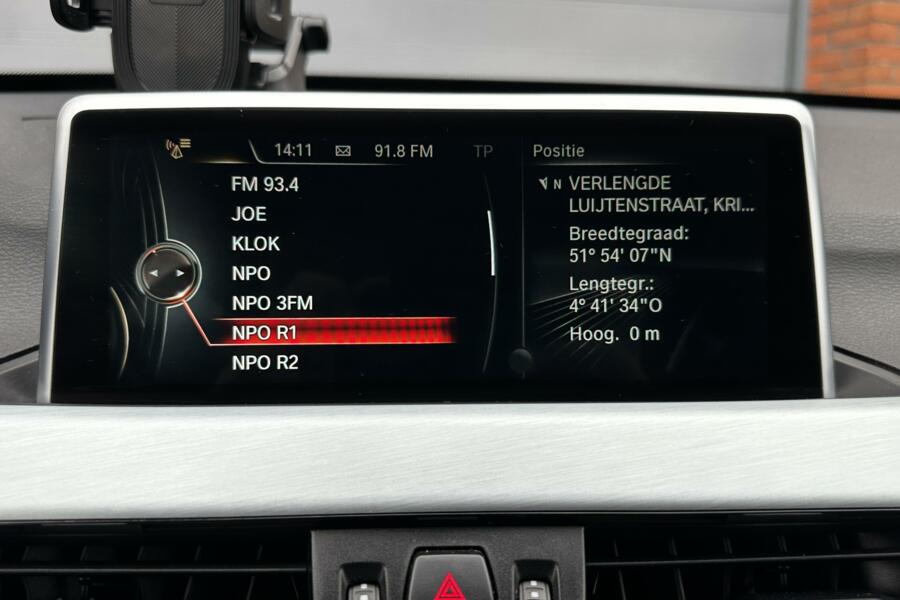 14:11 91.8 FM TP
FM 93.4
JOE
KLOK
NPO
NPO 3FM
NPO R1
NPO R2
Positie
N VERLENGDE
LUIJTENSTRAAT, KRI...
Breedtegraad:
51° 54' 07"N
Lengtegr.:
4° 41' 34"O
Hoog. 0 m